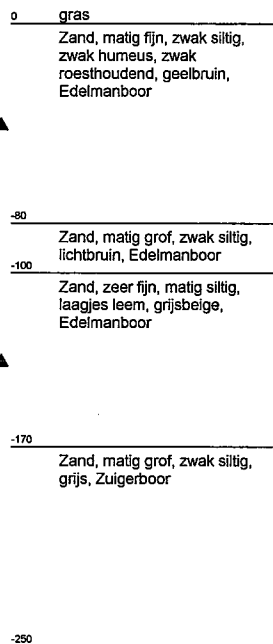 0 gras
Zand, matig fijn, zwak siltig,
zwak humeus, zwak
roesthoudend, geelbruin,
Edelmanboor
-80
Zand, matig grof, zwak siltig,
lichtbruin, Edelmanboor
-100
Zand, zeer fijn, matig siltig,
laagjes leem, grijsbeige,
Edelmanboor
-170
Zand, matig grof, zwak siltig,
grijs, Zuigerboor
-250